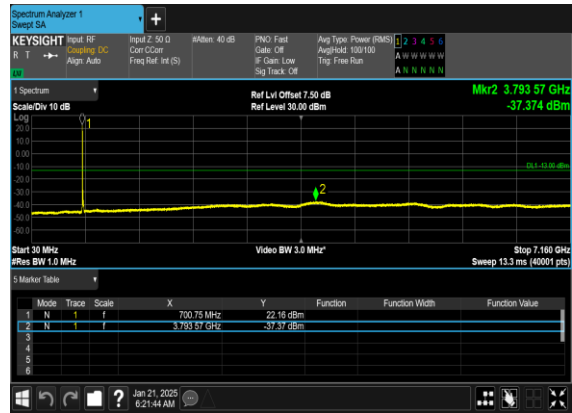 Spectrum Analyzer 1
Swept SA
KEYSIGHT Input: RF Input Z: 50 Ω #Atten: 40 dB PNO: Fast Avg Type: Power (RMS) 1 2 3 4 5 6
R T Coupling: DC Corr CCorr Gate: Off Avg|Hold: 100/100 A W W W W W
Align: Auto Freq Ref: Int (S) IF Gain: Low Trig: Free Run
LXI Sig Track: Off A N N N N N
1 Spectrum Ref Lvl Offset 7.50 dB Mkr2 3.793 57 GHz
Scale/Div 10 dB Ref Level 30.00 dBm -37.374 dBm
Log
20.0
10.0
0.00
-10.0
-20.0
-30.0
-40.0
-50.0
-60.0
1
DL1 -13.00 dBm
2
Start 30 MHz Video BW 3.0 MHz* Stop 7.160 GHz
#Res BW 1.0 MHz Sweep 13.3 ms (40001 pts)
5 Marker Table
Mode Trace Scale X Y Function Function Width Function Value
1 N 1 f 700.75 MHz 22.16 dBm
2 N 1 f 3.793 57 GHz -37.37 dBm
3
4
5
6
? Jan 21, 2025
6:21:44 AM